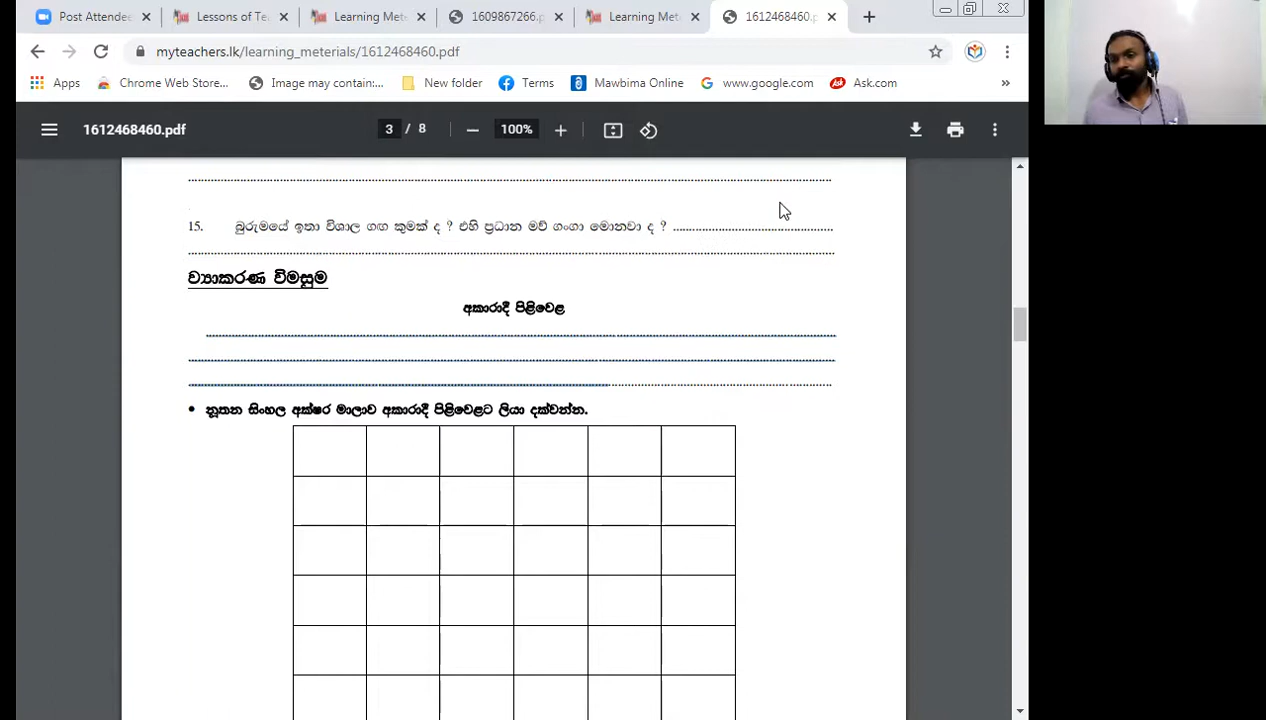 Post Attendee
Lessons of Te
Learning Met
1609867266.p
Learning Met
1612468460.p
myteachers.lk/learning_meterials/1612468460.pdf
Apps
Chrome Web Store...
Image may contain:...
New folder
Terms
Mawbima Online
www.google.com
Ask.com
1612468460.pdf
3 / 8
100%
15. බුරුමයේ ඉතා විශාල ගඟ කුමක් ද ? එහි ප්‍රධාන මව් ගංගා මොනවා ද ?
ව්‍යාකරණ විමසුම
අකාරාදී පිළිවෙළ
• නූතන සිංහල අක්ෂර මාලාව අකාරාදී පිළිවෙළට ලියා දක්වන්න.